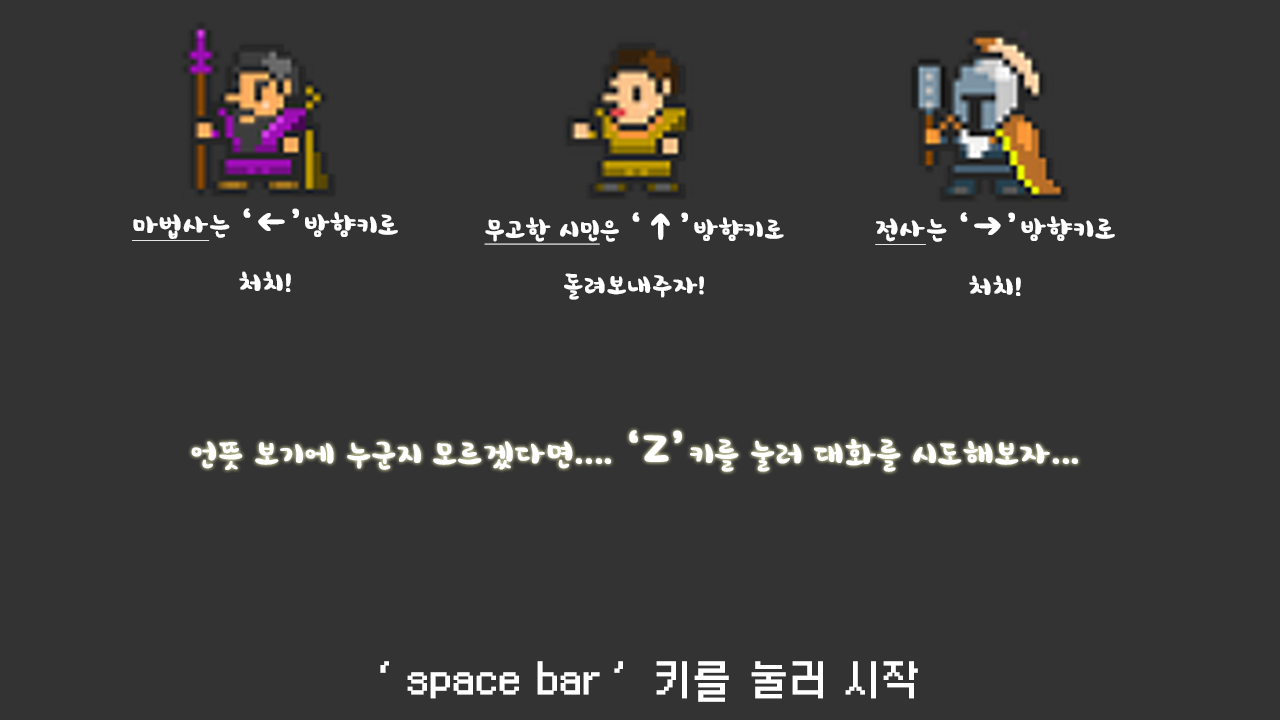 마법사는 ‘←’방향키로
처치!
무고한 시민은 ‘↑’방향키로
돌려보내주자!
전사는 ‘→’방향키로
처치!
언뜻 보기에 누군지 모르겠다면.... ‘Z’키를 눌러 대화를 시도해보자...
‘ space bar ’ 키를 눌러 시작